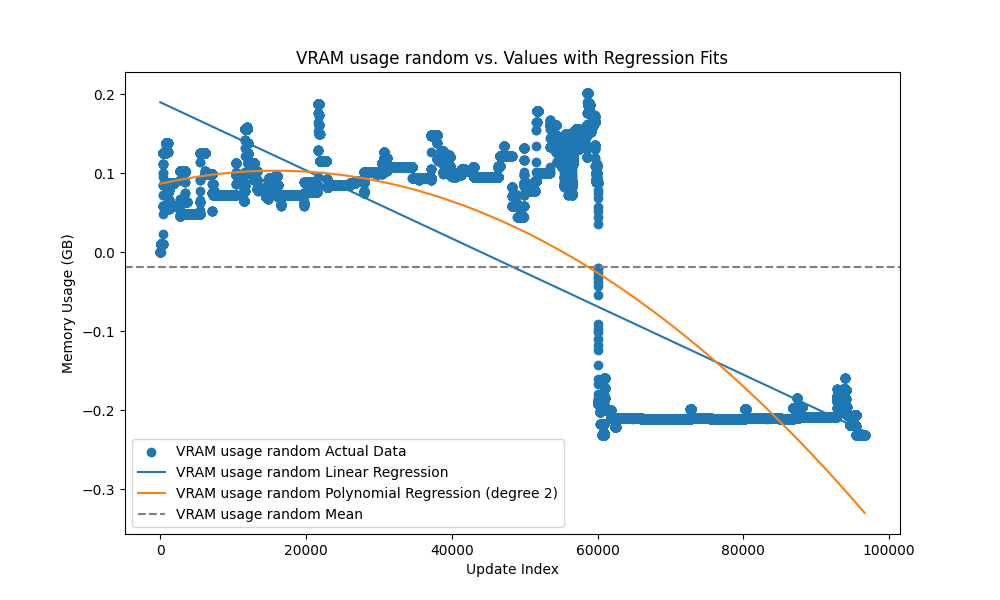 VRAM usage random vs. Values with Regression Fits
0.2
0.1
0.0
−0.1
−0.2
−0.3
Memory Usage (GB)
VRAM usage random Actual Data
VRAM usage random Linear Regression
VRAM usage random Polynomial Regression (degree 2)
VRAM usage random Mean
0 20000 40000 60000 80000 100000
Update Index